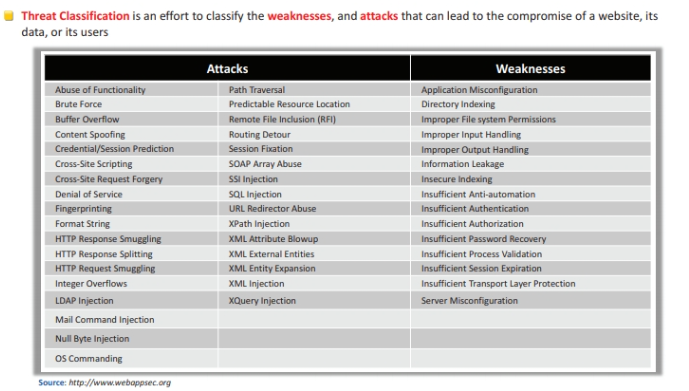 Threat Classification is an effort to classify the weaknesses, and attacks that can lead to the compromise of a website, its
data, or its users
Attacks Weaknesses
Abuse of Functionality Path Traversal Application Misconfiguration
Brute Force Predictable Resource Location Directory Indexing
Buffer Overflow Remote File Inclusion (RFI) Improper File system Permissions
Content Spoofing Routing Detour Improper Input Handling
Credential/Session Prediction Session Fixation Improper Output Handling
Cross-Site Scripting SOAP Array Abuse Information Leakage
Cross-Site Request Forgery SSI Injection Insecure Indexing
Denial of Service SQL Injection Insufficient Anti-automation
Fingerprinting URL Redirector Abuse Insufficient Authentication
Format String XPath Injection Insufficient Authorization
HTTP Response Smuggling XML Attribute Blowup Insufficient Password Recovery
HTTP Response Splitting XML External Entities Insufficient Process Validation
HTTP Request Smuggling XML Entity Expansion Insufficient Session Expiration
Integer Overflows XML Injection Insufficient Transport Layer Protection
LDAP Injection XQuery Injection Server Misconfiguration
Mail Command Injection
Null Byte Injection
OS Commanding
Source: http://www.webappsec.org